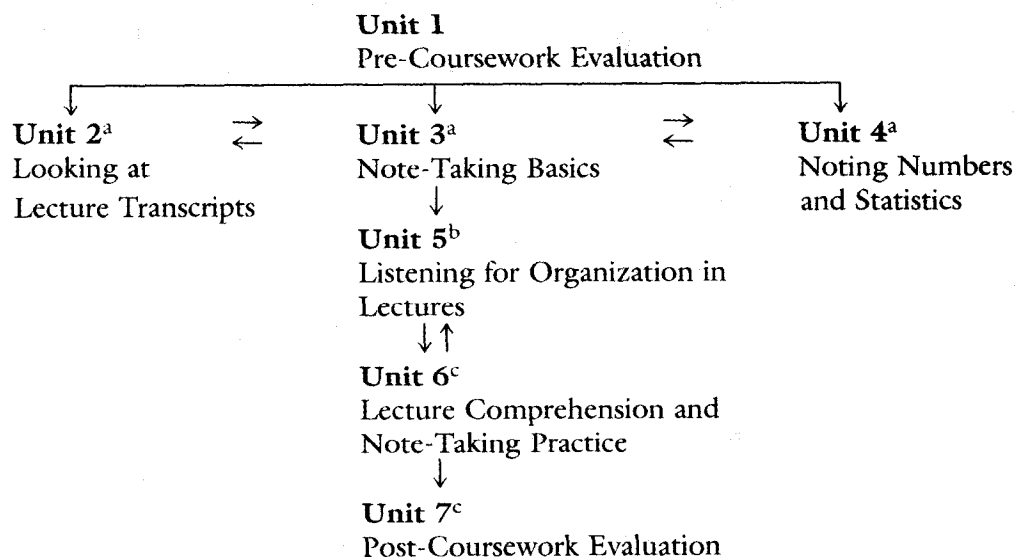 Unit 1
Pre-Coursework Evaluation
Unit 2ª
Looking at
Lecture Transcripts
Unit 3ª
Note-Taking Basics
Unit 4ª
Noting Numbers
and Statistics
Unit 5ᵇ
Listening for Organization in
Lectures
Unit 6ᶜ
Lecture Comprehension and
Note-Taking Practice
Unit 7ᶜ
Post-Coursework Evaluation